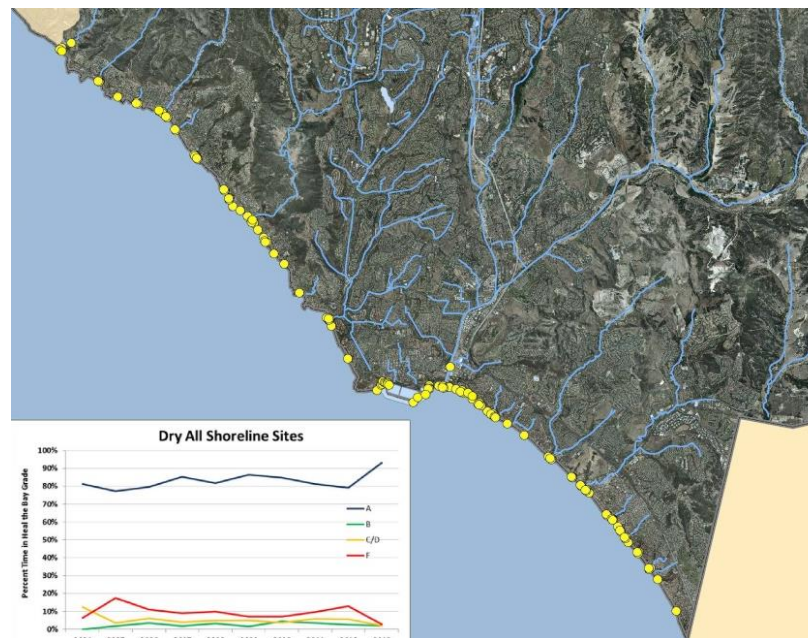 Dry All Shoreline Sites
Percent Time in Heal the Bay Grade
100%
90%
80%
70%
60%
50%
40%
30%
20%
10%
0%
A
B
C/D
F